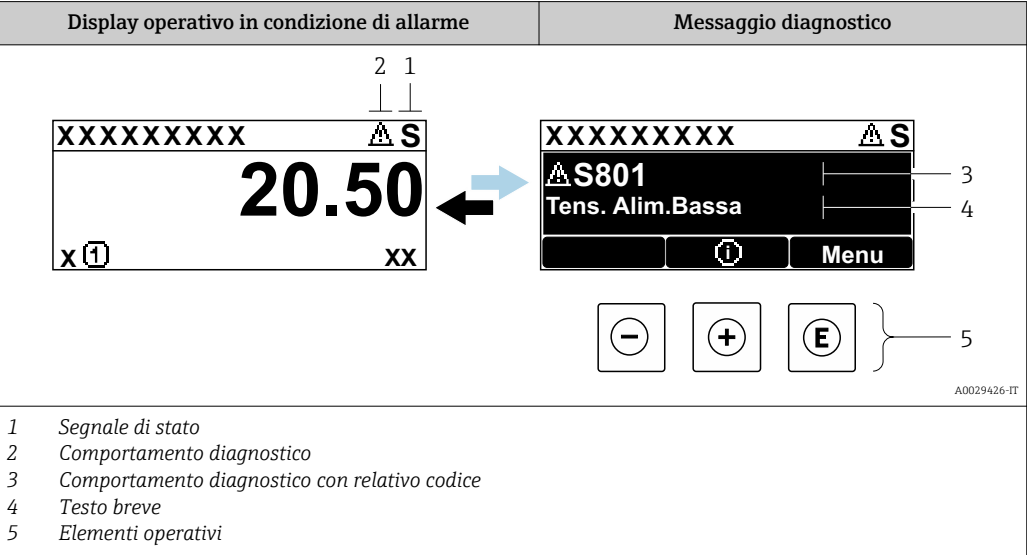 Display operativo in condizione di allarme
Messaggio diagnostico
2 1
XXXXXXXXX S
20.50
x 1 XX
XXXXXXXXX S
S801
Tens. Alim.Bassa
i Menu
3
4
- + E
5
A0029426-IT
1 Segnale di stato
2 Comportamento diagnostico
3 Comportamento diagnostico con relativo codice
4 Testo breve
5 Elementi operativi